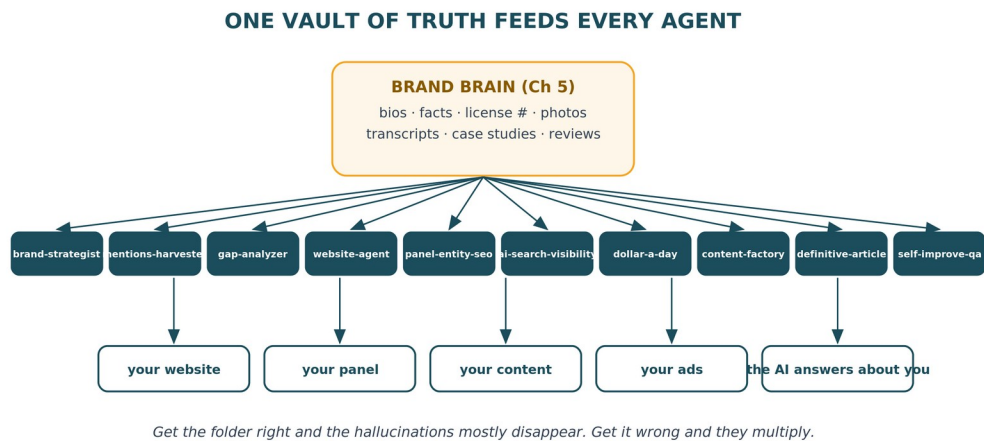 ONE VAULT OF TRUTH FEEDS EVERY AGENT
BRAND BRAIN (Ch 5)
bios · facts · license # · photos
transcripts · case studies · reviews
brand-strategist
mentions-harveste
gap-analyzer
website-agent
panel-entity-seo
ai-search-visibility
dollar-a-day
content-factory
definitive-article
self-improve-qa
your website
your panel
your content
your ads
the AI answers about you
Get the folder right and the hallucinations mostly disappear. Get it wrong and they multiply.